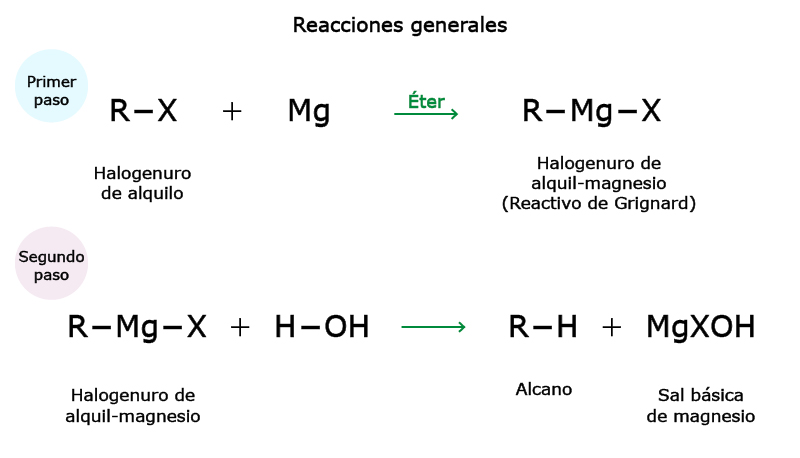 Reacciones generales
Primer
paso
R–X + Mg Éter → R–Mg–X
Halogenuro
de alquilo
Halogenuro de
alquil-magnesio
(Reactivo de Grignard)
Segundo
paso
R–Mg–X + H–OH → R–H + MgXOH
Halogenuro de
alquil-magnesio
Alcano
Sal básica
de magnesio